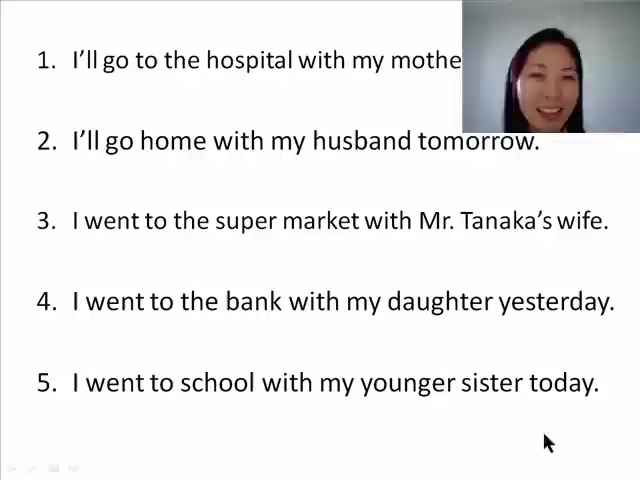 1. I’ll go to the hospital with my mothe
2. I’ll go home with my husband tomorrow.
3. I went to the super market with Mr. Tanaka’s wife.
4. I went to the bank with my daughter yesterday.
5. I went to school with my younger sister today.